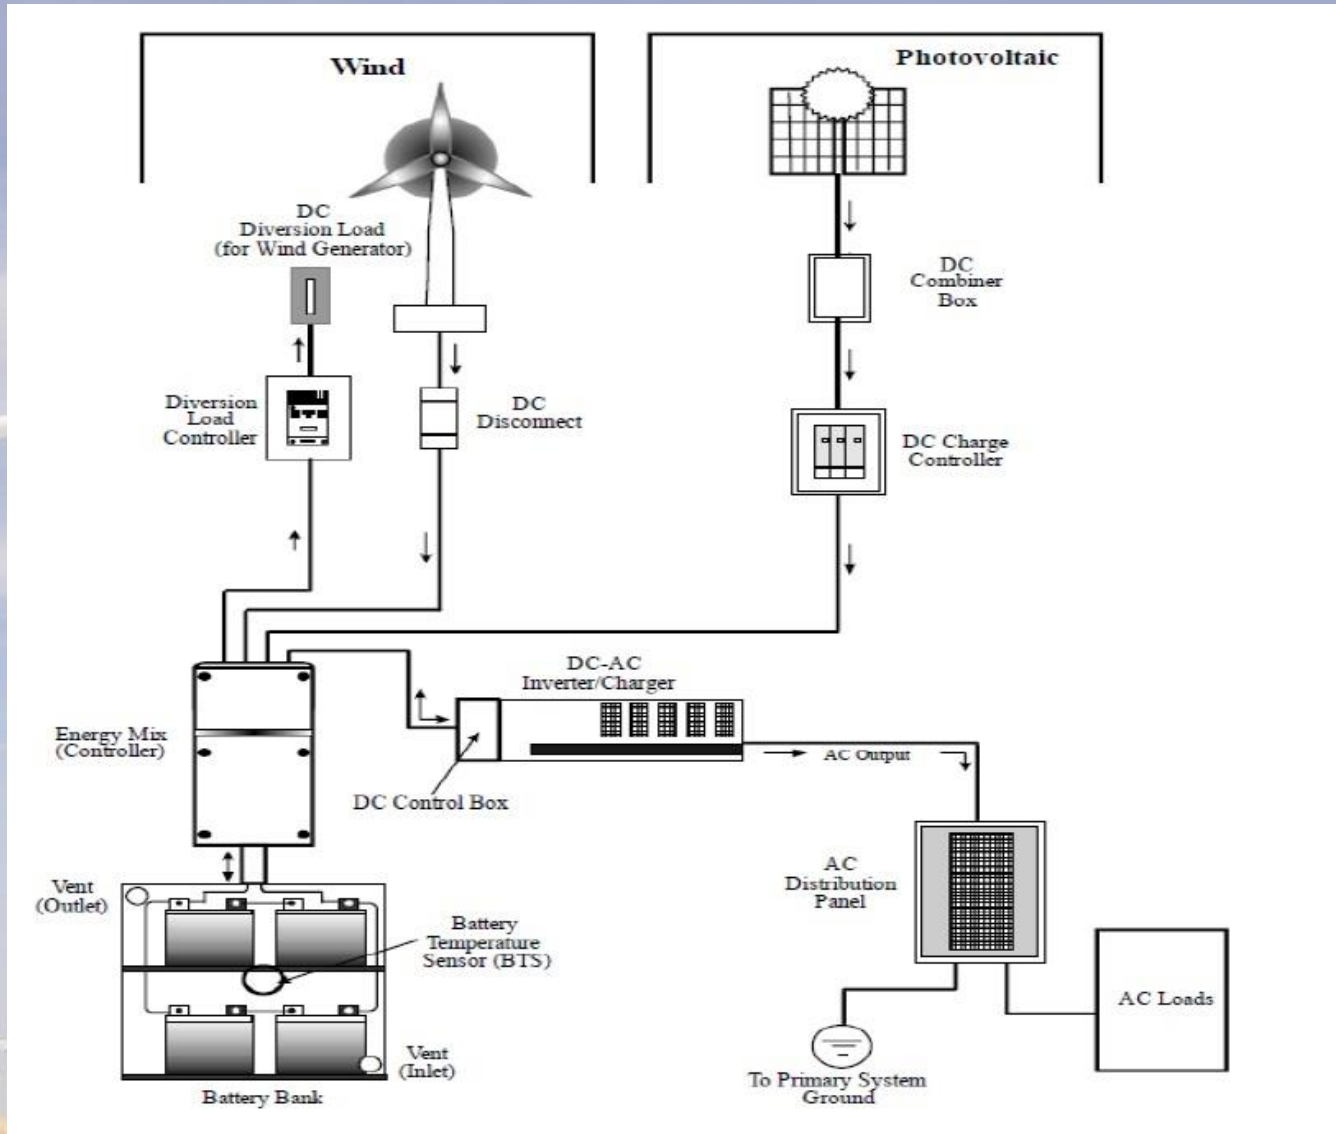 Wind
Photovoltaic
DC
Diversion Load
(for Wind Generator)
DC
Combiner
Box
Diversion
Load
Controller
DC
Disconnect
DC Charge
Controller
DC-AC
Inverter/Charger
Energy Mix
(Controller)
AC Output
DC Control Box
AC
Distribution
Panel
Vent
(Outlet)
Battery
Temperature
Sensor (BTS)
AC Loads
Vent
(Inlet)
To Primary System
Ground
Battery Bank